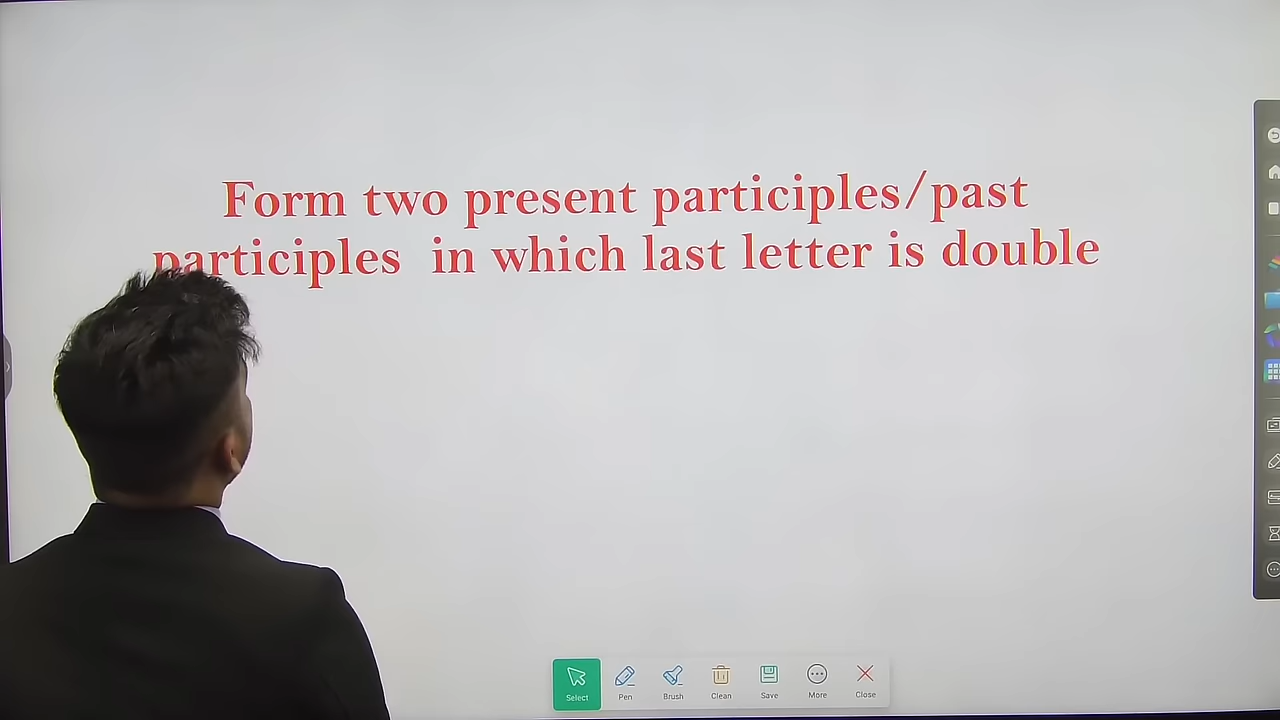 Form two present participles/past
participles in which last letter is double
Select Pen Brush Clean Save More Close